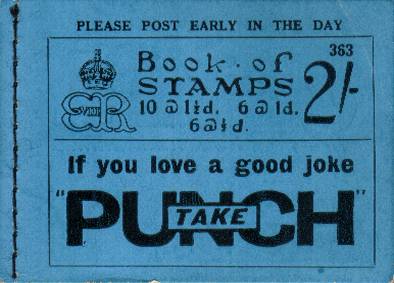 PLEASE POST EARLY IN THE DAY
363
E VIII R
Book of
STAMPS
10 @ 1½d. 6 @ 1d.
6 @ ½d.
2/-
If you love a good joke
TAKE
"PUNCH"